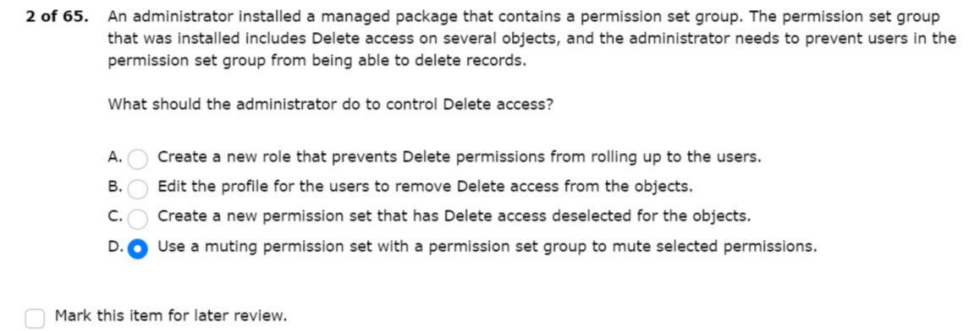 2 of 65. An administrator installed a managed package that contains a permission set group. The permission set group
that was installed includes Delete access on several objects, and the administrator needs to prevent users in the
permission set group from being able to delete records.
What should the administrator do to control Delete access?
A. Create a new role that prevents Delete permissions from rolling up to the users.
B. Edit the profile for the users to remove Delete access from the objects.
C. Create a new permission set that has Delete access deselected for the objects.
D. Use a muting permission set with a permission set group to mute selected permissions.
Mark this item for later review.